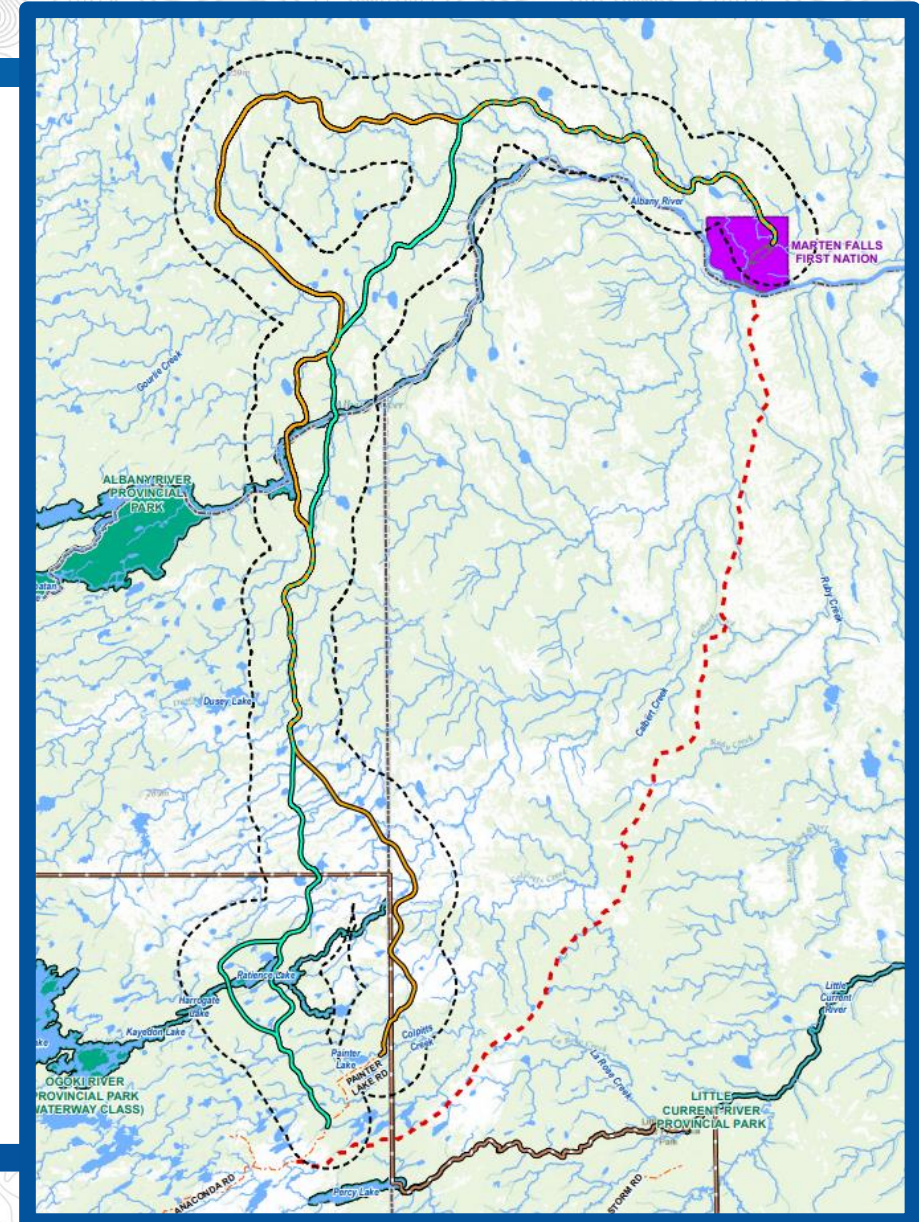 Albany River
MARTEN FALLS
FIRST NATION
Gourlie Creek
ALBANY RIVER
PROVINCIAL
PARK
Ruby Creek
Dusey Lake
Calbert Creek
Patience Lake
Harrogate
Lake
Kayedon Lake
Little
Current
River
Colpitts
Creek
Painter
Lake
PAINTER
LAKE RD
La Rose Creek
OGOKI RIVER
PROVINCIAL PARK
WATERWAY CLASS)
LITTLE
CURRENT RIVER
PROVINCIAL PARK
Percy Lake
ANACONDA RD
STORM RD